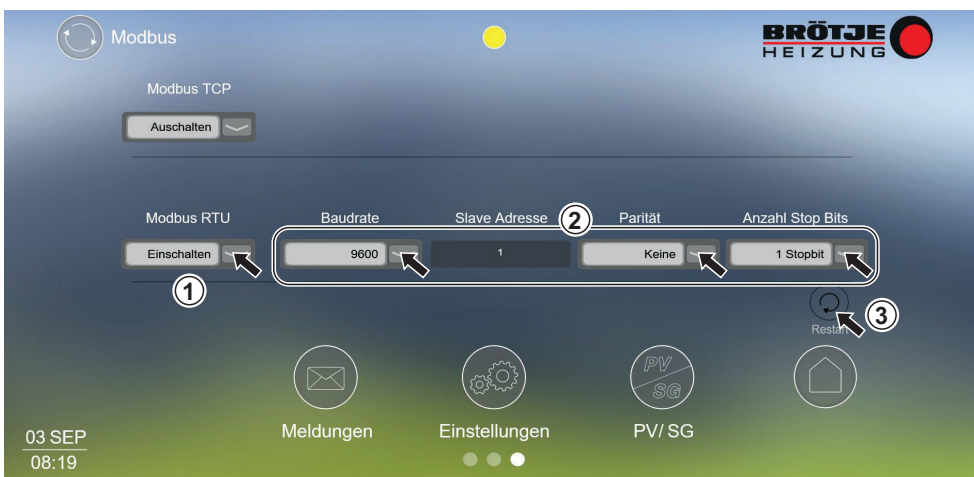 Modbus
BRÖTJE
HEIZUNG
Modbus TCP
Auschalten
Modbus RTU
Baudrate
Slave Adresse
2
Parität
Anzahl Stop Bits
Einschalten
9600
1
Keine
1 Stopbit
1
3
Restart
PV
SG
Meldungen
Einstellungen
PV/ SG
03 SEP
08:19